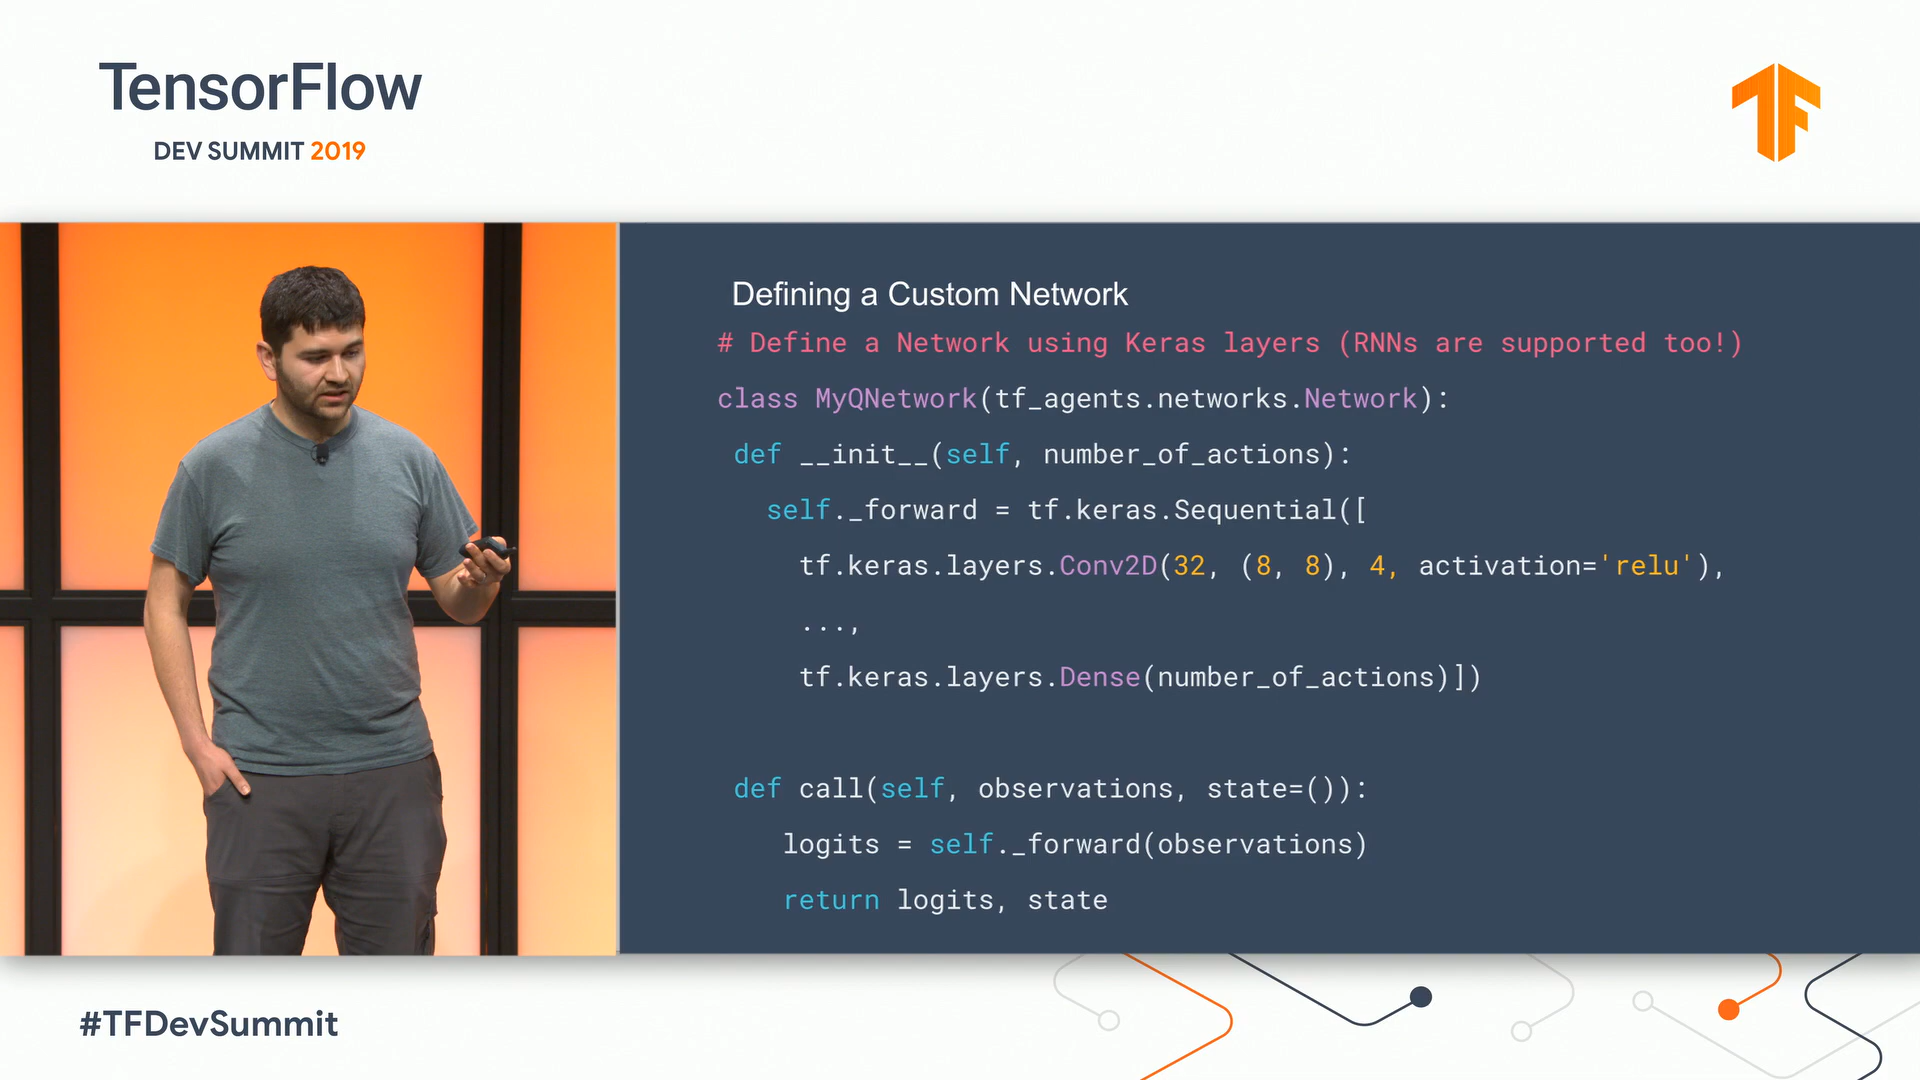 TensorFlow
DEV SUMMIT 2019
TF
Defining a Custom Network
# Define a Network using Keras layers (RNNs are supported too!)
class MyQNetwork(tf_agents.networks.Network):
def __init__(self, number_of_actions):
self._forward = tf.keras.Sequential([
tf.keras.layers.Conv2D(32, (8, 8), 4, activation='relu'),
...,
tf.keras.layers.Dense(number_of_actions)])
def call(self, observations, state=()):
logits = self._forward(observations)
return logits, state
#TFDevSummit